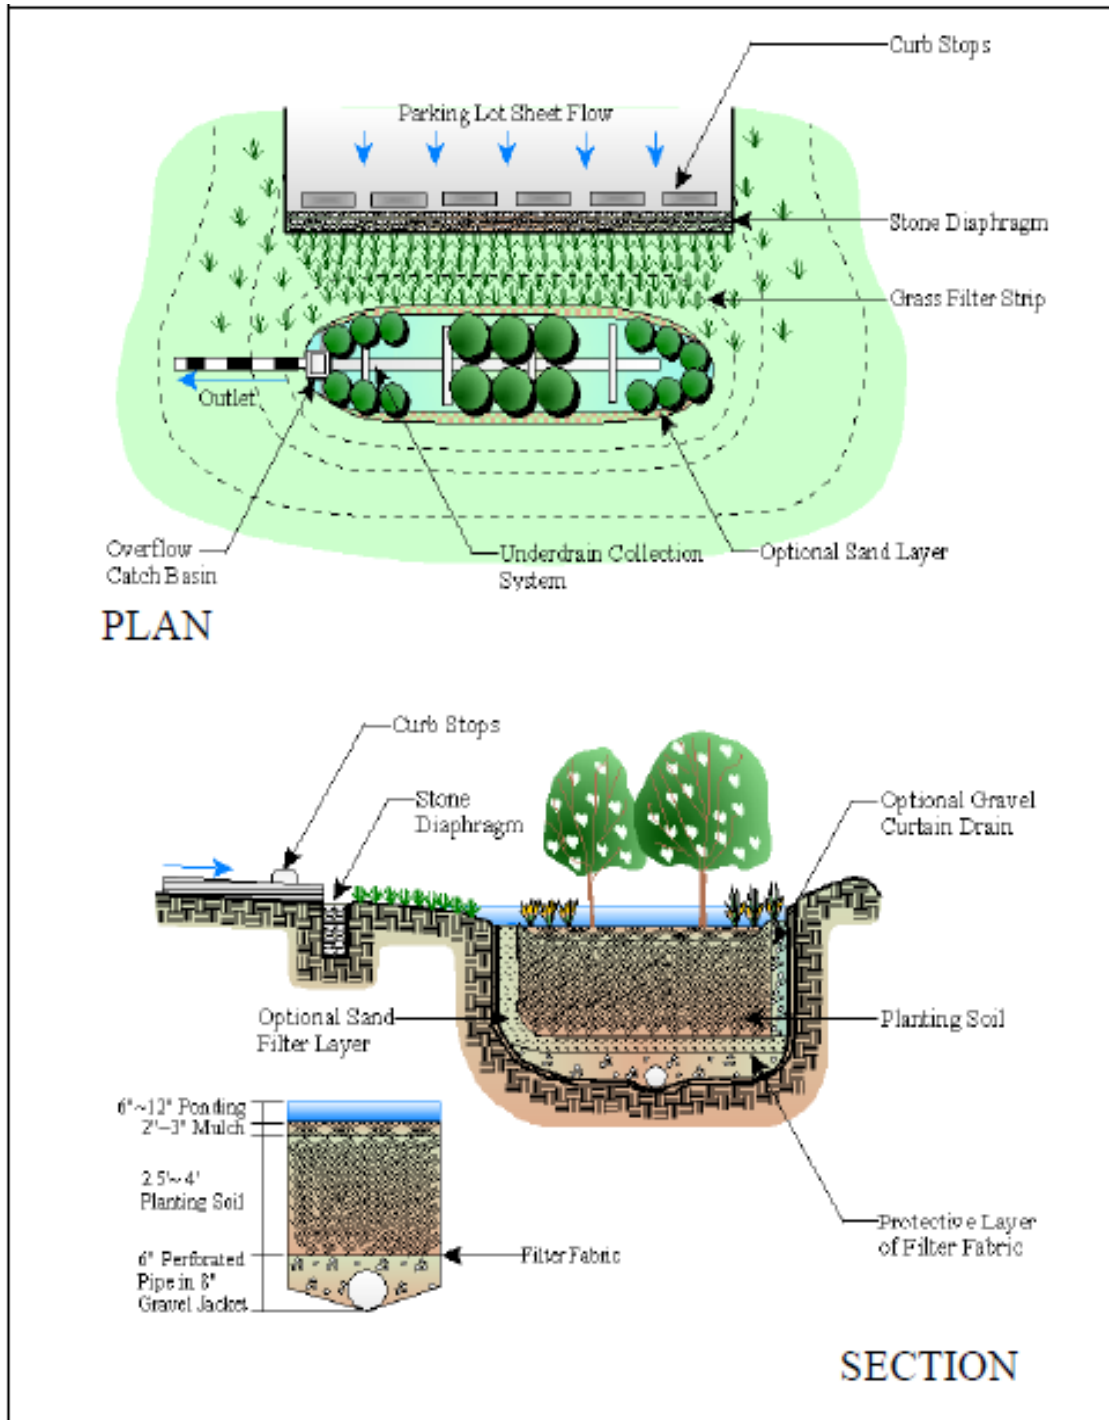 Curb Stops
Parking Lot Sheet Flow
Stone Diaphragm
Grass Filter Strip
Outlet
Overflow
Catch Basin
Underdrain Collection
System
Optional Sand Layer
PLAN
Curb Stops
Stone
Diaphragm
Optional Gravel
Curtain Drain
Optional Sand
Filter Layer
Planting Soil
6"~12" Ponding
2"-3" Mulch
2.5'~4'
Planting Soil
6" Perforated
Pipe in 8"
Gravel Jacket
Filter Fabric
Protective Layer
of Filter Fabric
SECTION